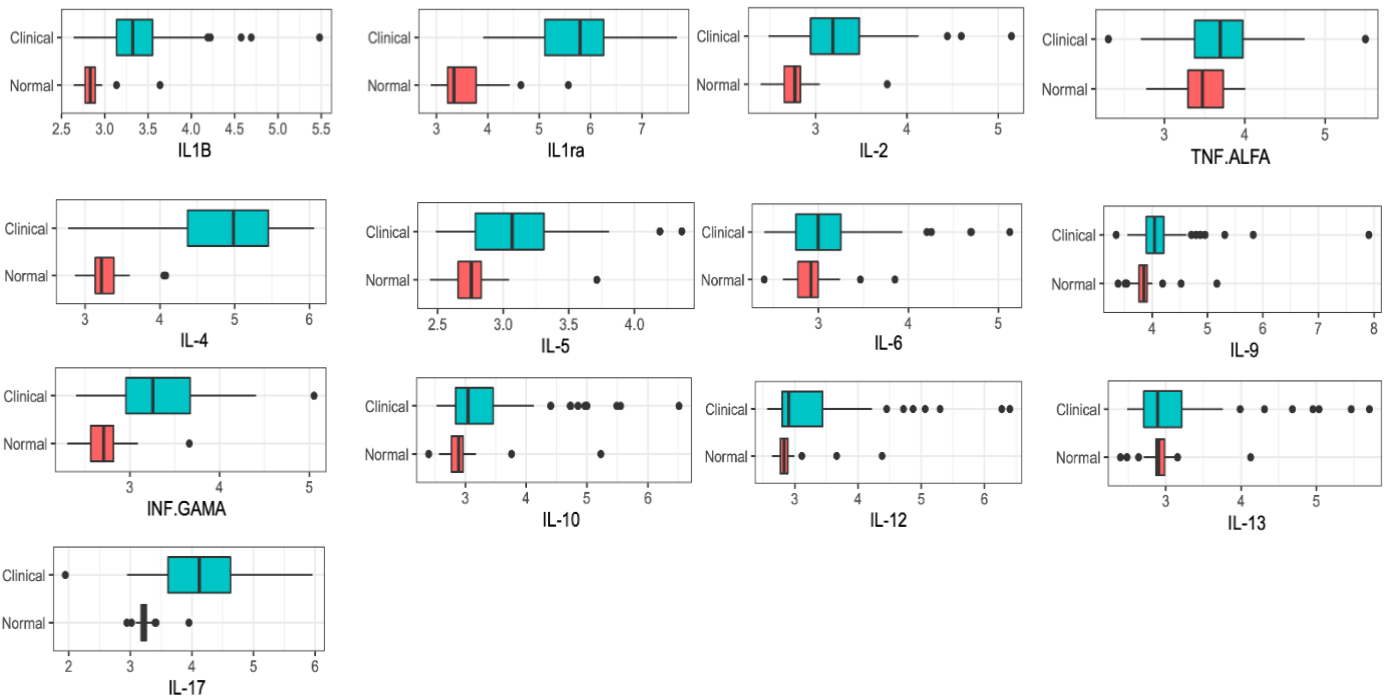 Clinical
Normal
2.5 3.0 3.5 4.0 4.5 5.0 5.5
IL1B
Clinical
Normal
3 4 5 6 7
IL1ra
Clinical
Normal
3 4 5
IL-2
Clinical
Normal
3 4 5
TNF.ALFA
Clinical
Normal
3 4 5 6
IL-4
Clinical
Normal
2.5 3.0 3.5 4.0
IL-5
Clinical
Normal
3 4 5
IL-6
Clinical
Normal
4 5 6 7 8
IL-9
Clinical
Normal
3 4 5
INF.GAMA
Clinical
Normal
3 4 5 6
IL-10
Clinical
Normal
3 4 5 6
IL-12
Clinical
Normal
3 4 5
IL-13
Clinical
Normal
2 3 4 5 6
IL-17